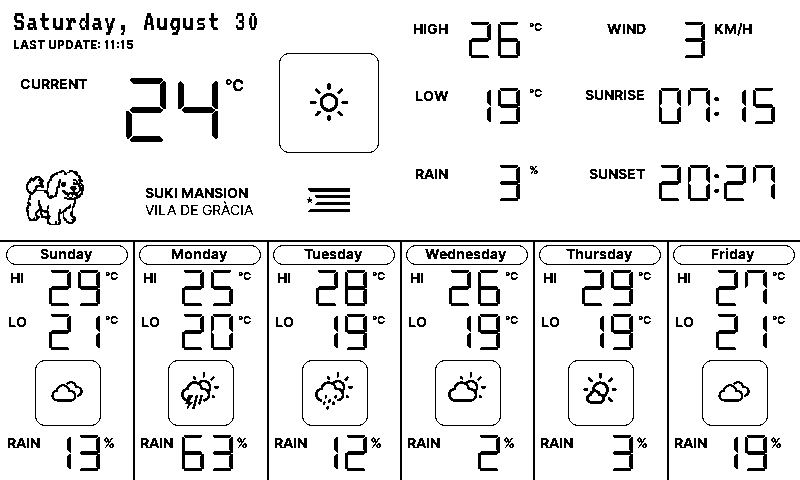 Saturday, August 30
LAST UPDATE: 11:15
CURRENT 24 °C
HIGH 26 °C
WIND 3 KM/H
LOW 19 °C
SUNRISE 07:15
RAIN 3 %
SUNSET 20:27
SUKI MANSION
VILA DE GRÀCIA
Sunday
HI 29 °C
LO 21 °C
RAIN 13 %
Monday
HI 25 °C
LO 20 °C
RAIN 63 %
Tuesday
HI 28 °C
LO 19 °C
RAIN 12 %
Wednesday
HI 26 °C
LO 19 °C
RAIN 2 %
Thursday
HI 29 °C
LO 19 °C
RAIN 3 %
Friday
HI 27 °C
LO 21 °C
RAIN 19 %